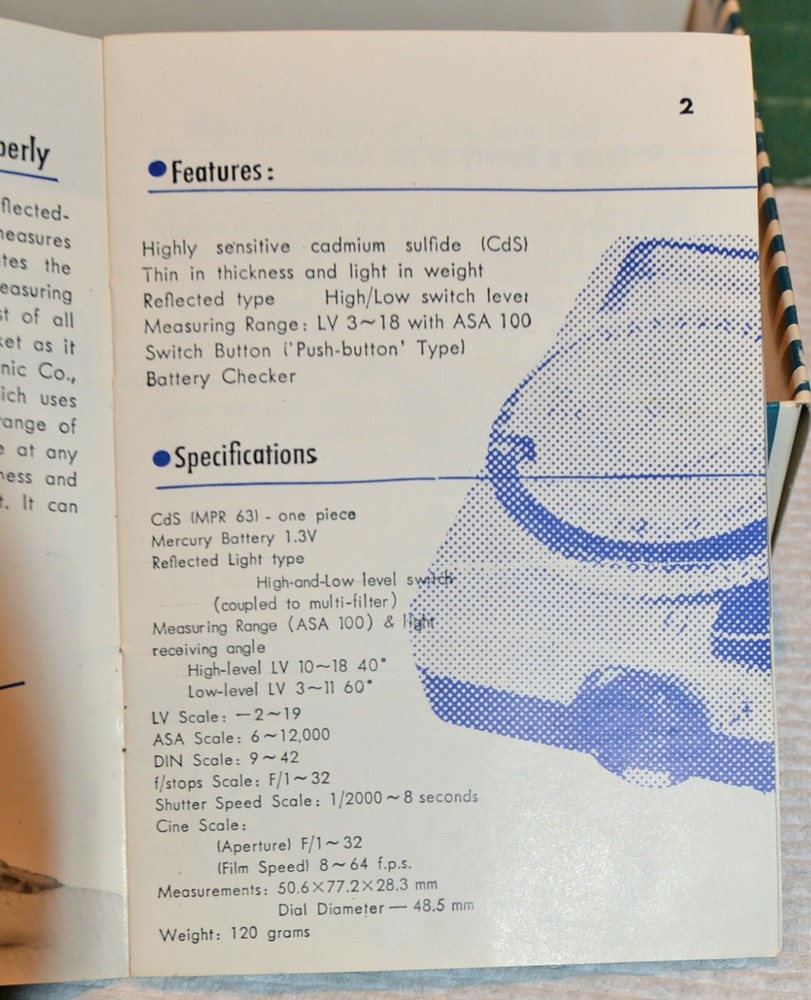 perly
flected-
measures
tes the
easuring
st of all
ket as it
nic Co.,
ich uses
range of
e at any
ness and
t. It can
2
Features:
Highly sensitive cadmium sulfide (CdS)
Thin in thickness and light in weight
Reflected type High/Low switch lever
Measuring Range: LV 3~18 with ASA 100
Switch Button ('Push-button' Type)
Battery Checker
Specifications
CdS (MPR 63) - one piece
Mercury Battery 1.3V
Reflected Light type
High-and-Low level switch
(coupled to multi-filter)
Measuring Range (ASA 100) & light
receiving angle
High-level LV 10~18 40°
Low-level LV 3~11 60°
LV Scale: —2~19
ASA Scale: 6~12,000
DIN Scale: 9~42
f/stops Scale: F/1~32
Shutter Speed Scale: 1/2000~8 seconds
Cine Scale:
(Aperture) F/1~32
(Film Speed) 8~64 f.p.s.
Measurements: 50.6×77.2×28.3 mm
Dial Diameter — 48.5 mm
Weight: 120 grams